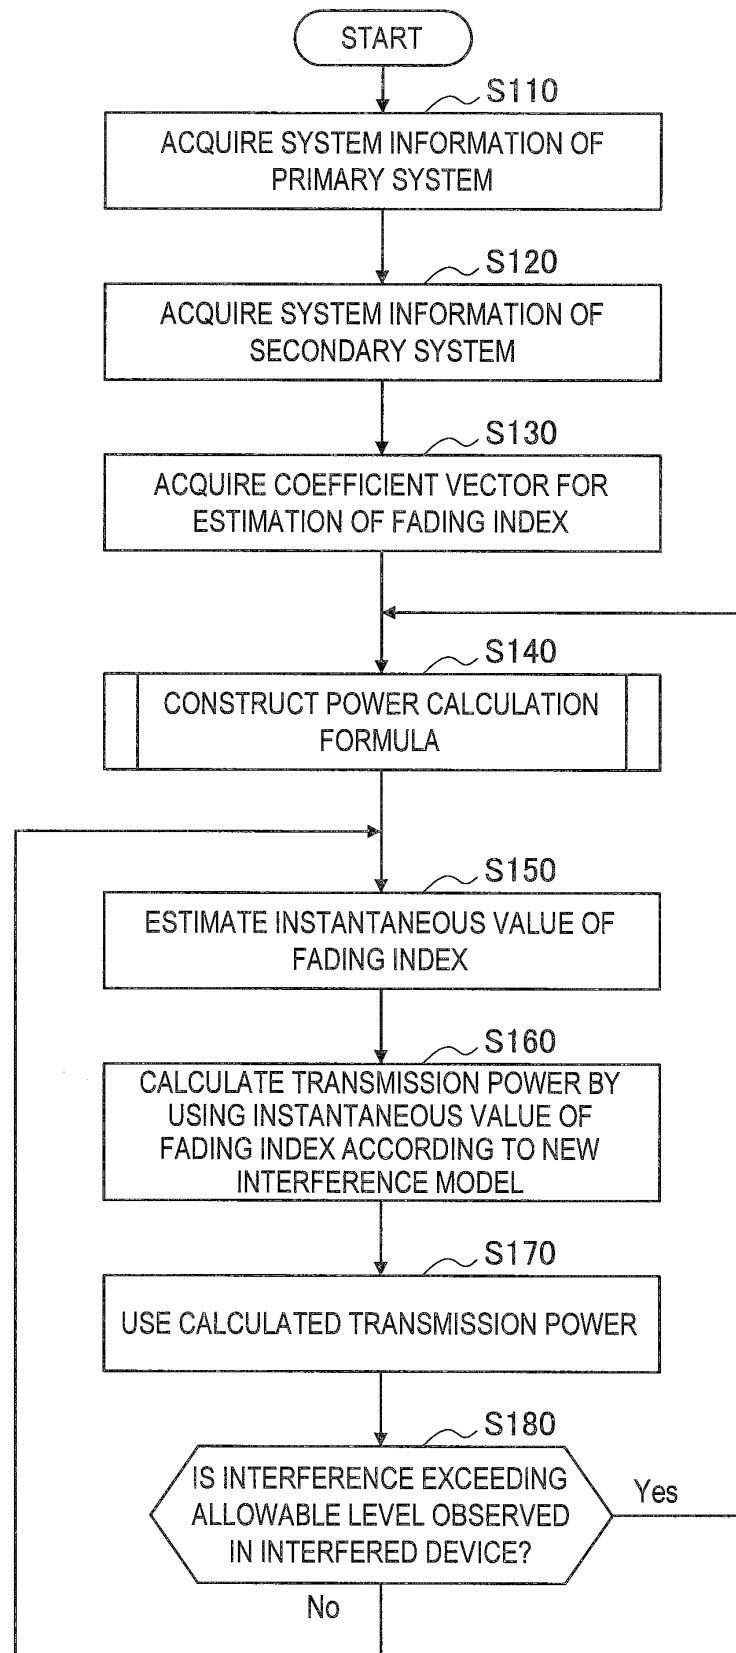 START
S110
ACQUIRE SYSTEM INFORMATION OF
PRIMARY SYSTEM
S120
ACQUIRE SYSTEM INFORMATION OF
SECONDARY SYSTEM
S130
ACQUIRE COEFFICIENT VECTOR FOR
ESTIMATION OF FADING INDEX
S140
CONSTRUCT POWER CALCULATION
FORMULA
S150
ESTIMATE INSTANTANEOUS VALUE OF
FADING INDEX
S160
CALCULATE TRANSMISSION POWER BY
USING INSTANTANEOUS VALUE OF
FADING INDEX ACCORDING TO NEW
INTERFERENCE MODEL
S170
USE CALCULATED TRANSMISSION POWER
S180
IS INTERFERENCE EXCEEDING
ALLOWABLE LEVEL OBSERVED
IN INTERFERED DEVICE?
Yes
No